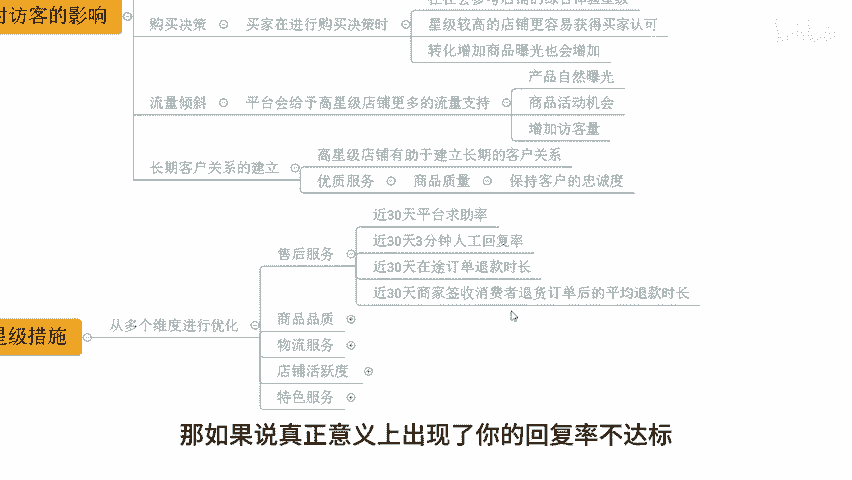 对访客的影响
购买决策
买家在进行购买决策时
星级较高的店铺更容易获得买家认可
转化增加商品曝光也会增加
流量倾斜
平台会给予高星级店铺更多的流量支持
产品自然曝光
商品活动机会
增加访客量
长期客户关系的建立
高星级店铺有助于建立长期的客户关系
优质服务
商品质量
保持客户的忠诚度
星级措施
从多个维度进行优化
售后服务
近30天平台求助率
近30天3分钟人工回复率
近30天在途订单退款时长
近30天商家签收消费者退货订单后的平均退款时长
商品品质
物流服务
店铺活跃度
特色服务
那如果说真正意义上出现了你的回复率不达标